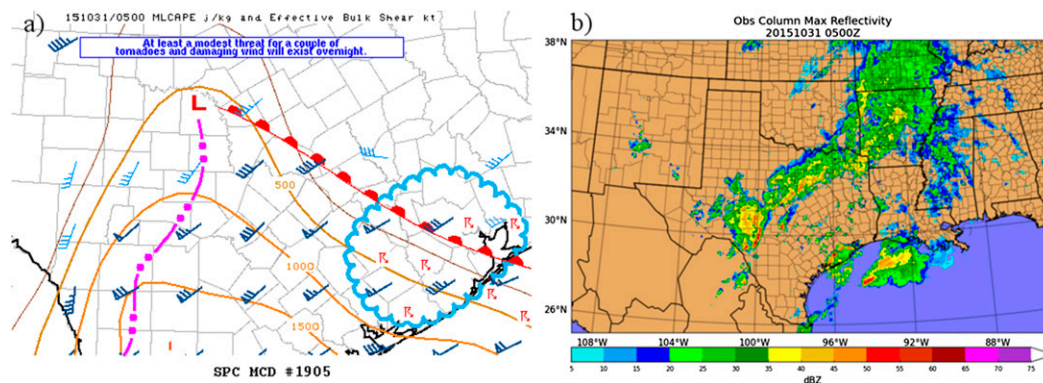 a)
151031/0500 MLCAPE j/kg and Effective Bulk Shear kt
At least a modest threat for a couple of
tornadoes and damaging wind will exist overnight.
L
500
1000
1500
SPC MCD #1905
b)
Obs Column Max Reflectivity
20151031 0500Z
38°N
34°N
30°N
26°N
108°W 104°W 100°W 96°W 92°W 88°W
5 10 15 20 25 30 35 40 45 50 55 60 65 70 75
dBZ